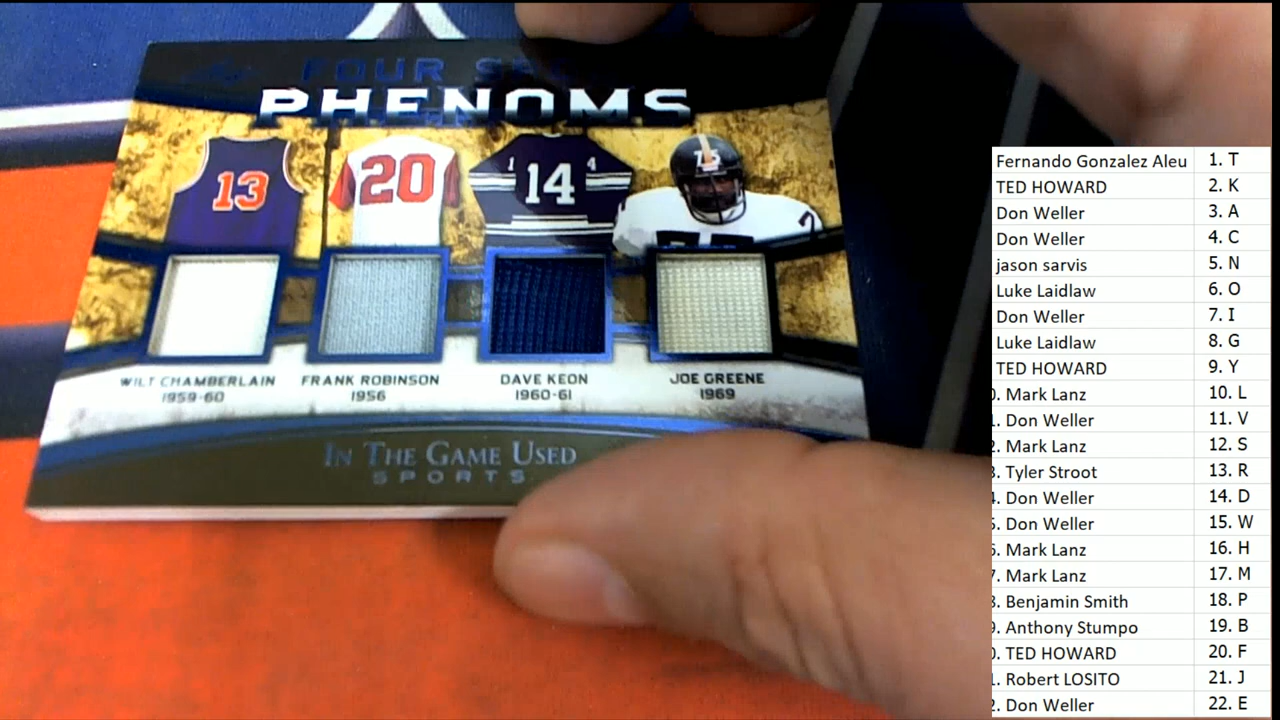 FOUR
PHENOMS
13
20
1 14 4
75
WILT CHAMBERLAIN
1959-60
FRANK ROBINSON
1956
DAVE KEON
1960-61
JOE GREENE
1969
IN THE GAME USED
SPORTS
Fernando Gonzalez Aleu 1. T
TED HOWARD 2. K
Don Weller 3. A
Don Weller 4. C
jason sarvis 5. N
Luke Laidlaw 6. O
Don Weller 7. I
Luke Laidlaw 8. G
TED HOWARD 9. Y
. Mark Lanz 10. L
. Don Weller 11. V
. Mark Lanz 12. S
. Tyler Stroot 13. R
. Don Weller 14. D
. Don Weller 15. W
. Mark Lanz 16. H
. Mark Lanz 17. M
. Benjamin Smith 18. P
. Anthony Stumpo 19. B
. TED HOWARD 20. F
. Robert LOSITO 21. J
. Don Weller 22. E